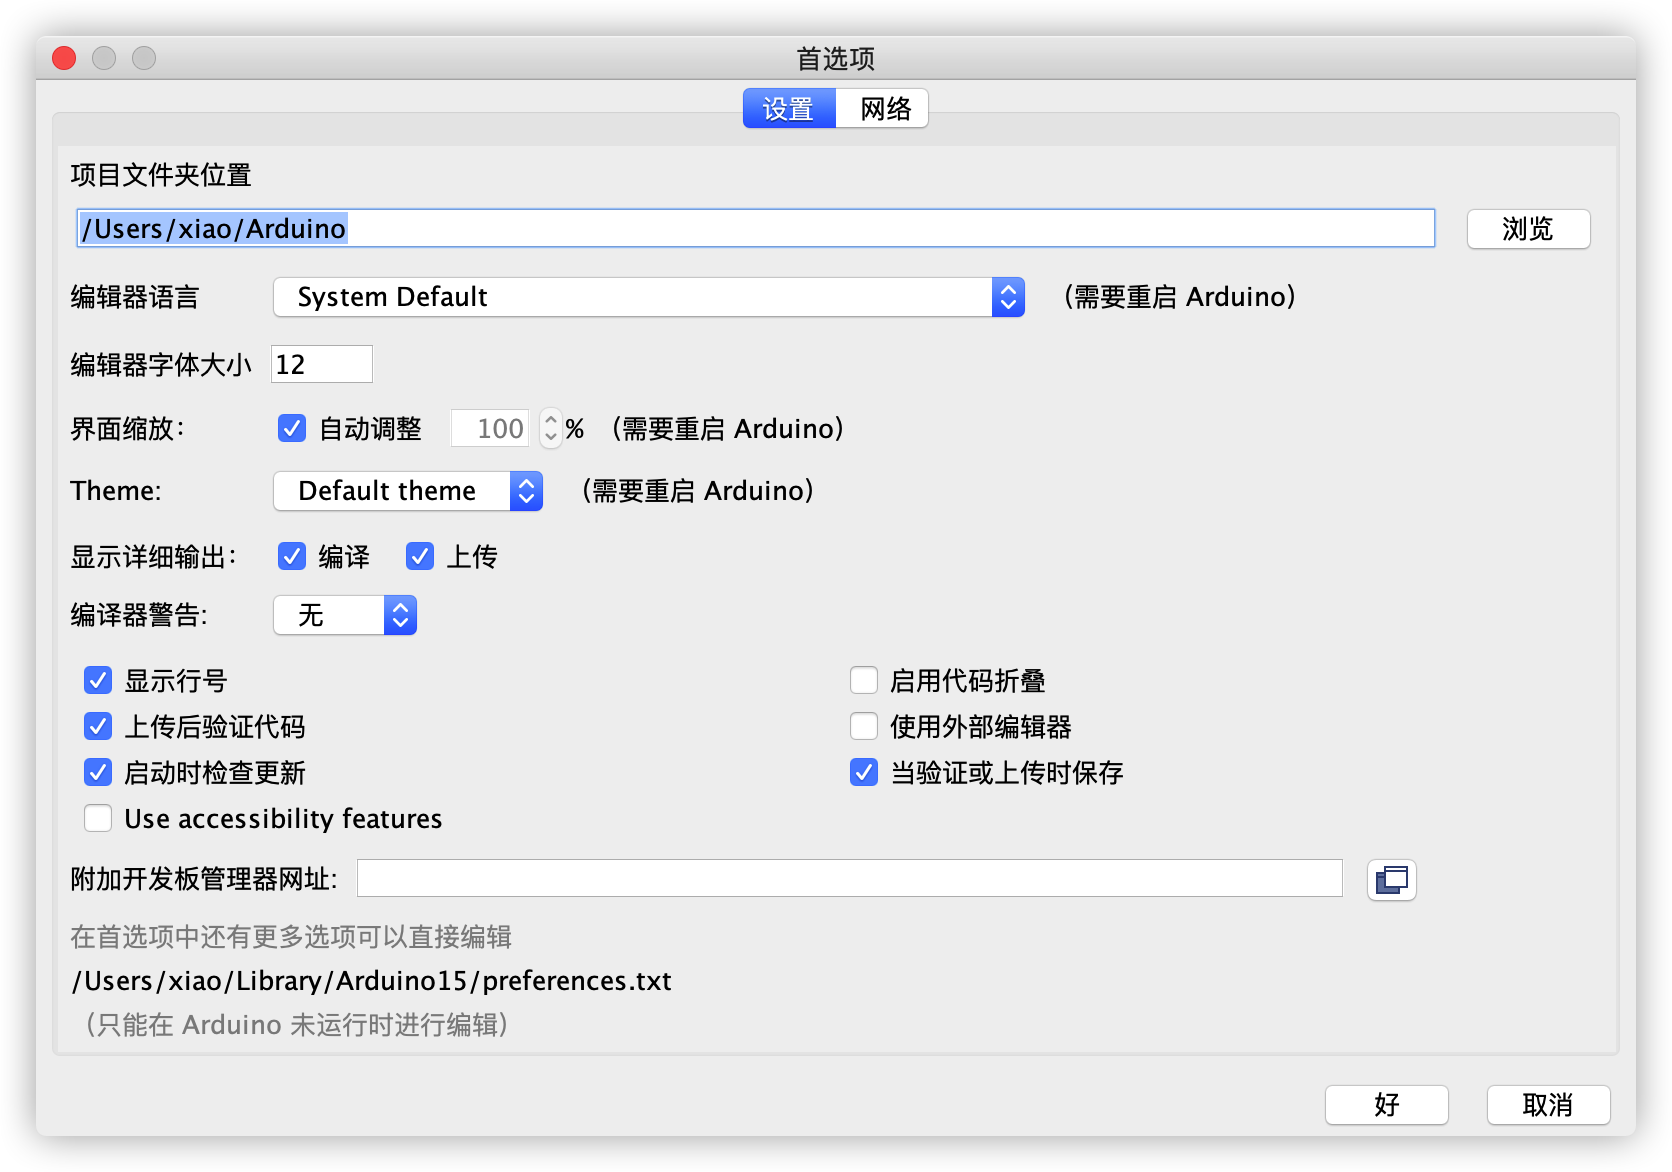 首选项
设置 网络
项目文件夹位置
/Users/xiao/Arduino 浏览
编辑器语言 System Default （需要重启 Arduino）
编辑器字体大小 12
界面缩放： 自动调整 100 % （需要重启 Arduino）
Theme: Default theme （需要重启 Arduino）
显示详细输出： 编译 上传
编译器警告: 无
显示行号 启用代码折叠
上传后验证代码 使用外部编辑器
启动时检查更新 当验证或上传时保存
Use accessibility features
附加开发板管理器网址:
在首选项中还有更多选项可以直接编辑
/Users/xiao/Library/Arduino15/preferences.txt
（只能在 Arduino 未运行时进行编辑）
好 取消